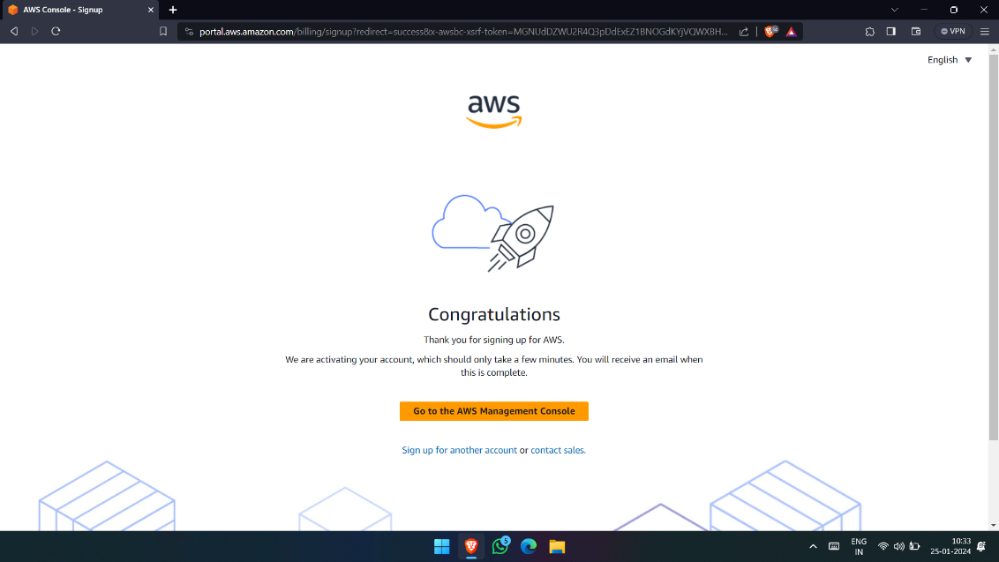 AWS Console - Signup
portal.aws.amazon.com/billing/signup?redirect=success&x-awsbc-xsrf-token=MGNUdDZWU2R4Q3pDdExEZ1BNOGdKYjVQWXBH...
54
VPN
English
aws
Congratulations
Thank you for signing up for AWS.
We are activating your account, which should only take a few minutes. You will receive an email when
this is complete.
Go to the AWS Management Console
Sign up for another account or contact sales.
5
ENG
IN
10:33
25-01-2024